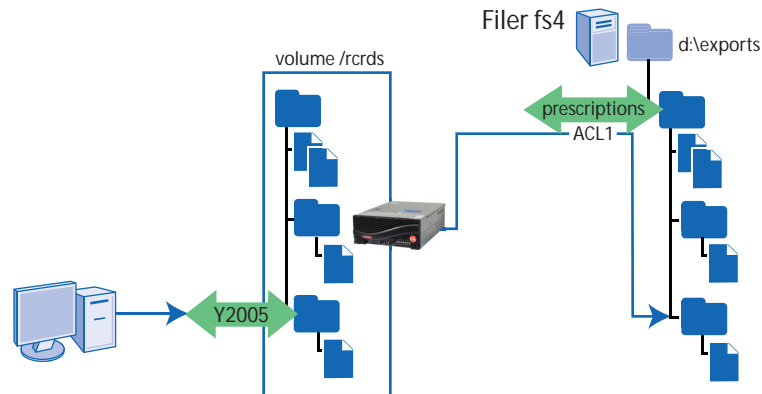 Filer fs4
d:\exports
volume /rcrds
prescriptions
ACL1
Y2005